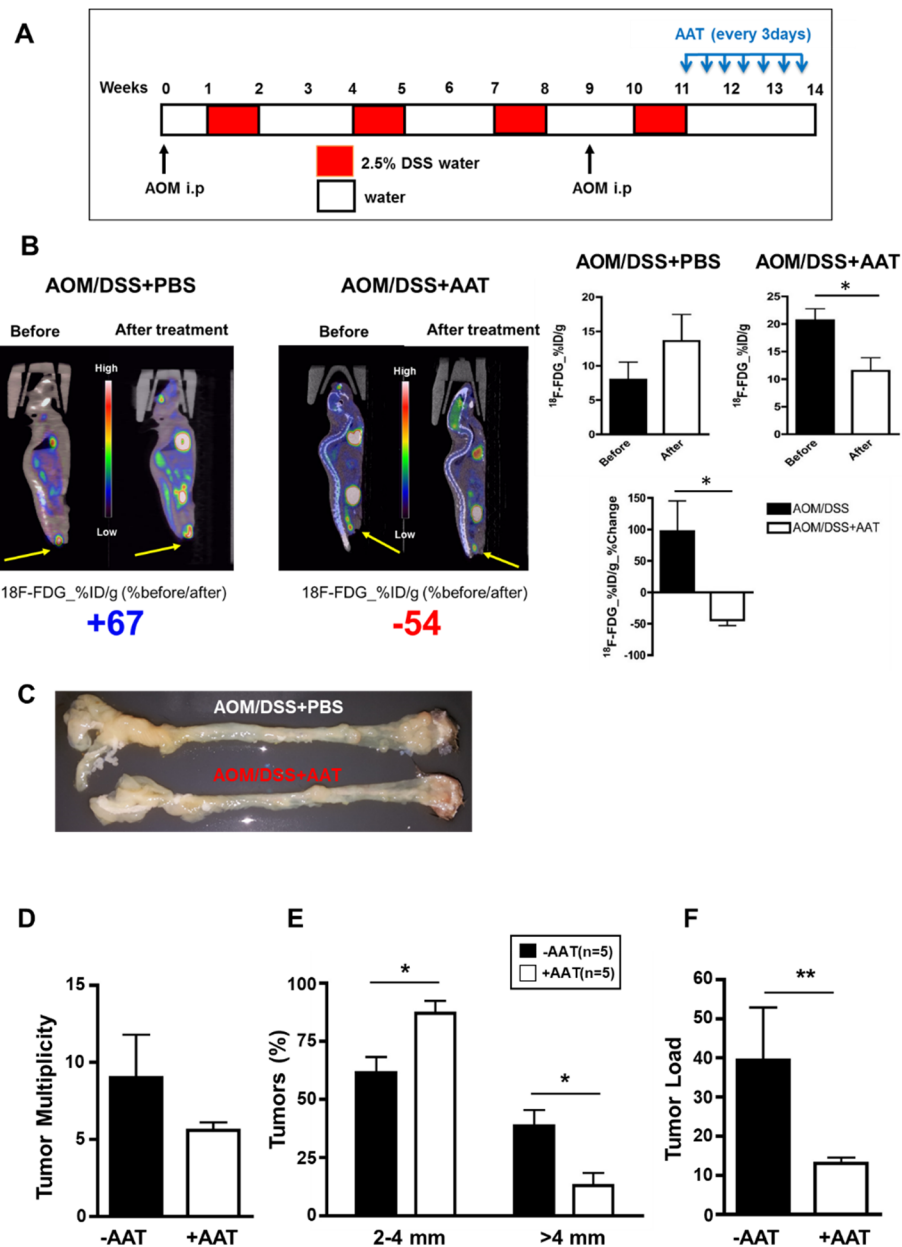 A
AAT (every 3days)
Weeks 0 1 2 3 4 5 6 7 8 9 10 11 12 13 14
2.5% DSS water
AOM i.p
AOM i.p
water
B
AOM/DSS+PBS
AOM/DSS+AAT
Before
After treatment
Before
After treatment
High
Low
High
Low
18F-FDG_%ID/g (%before/after)
+67
18F-FDG_%ID/g (%before/after)
-54
AOM/DSS+PBS
18F-FDG_%ID/g
20
15
10
5
0
Before
After
AOM/DSS+AAT
18F-FDG_%ID/g
25
20
15
10
5
0
*
Before
After
18F-FDG_%ID/g_%Change
150
100
50
0
-50
-100
*
AOM/DSS
AOM/DSS+AAT
C
AOM/DSS+PBS
AOM/DSS+AAT
D
Tumor Multiplicity
15
10
5
0
-AAT +AAT
E
-AAT(n=5)
+AAT(n=5)
Tumors (%)
100
75
50
25
0
*
*
2-4 mm >4 mm
F
Tumor Load
60
50
40
30
20
10
0
**
-AAT +AAT